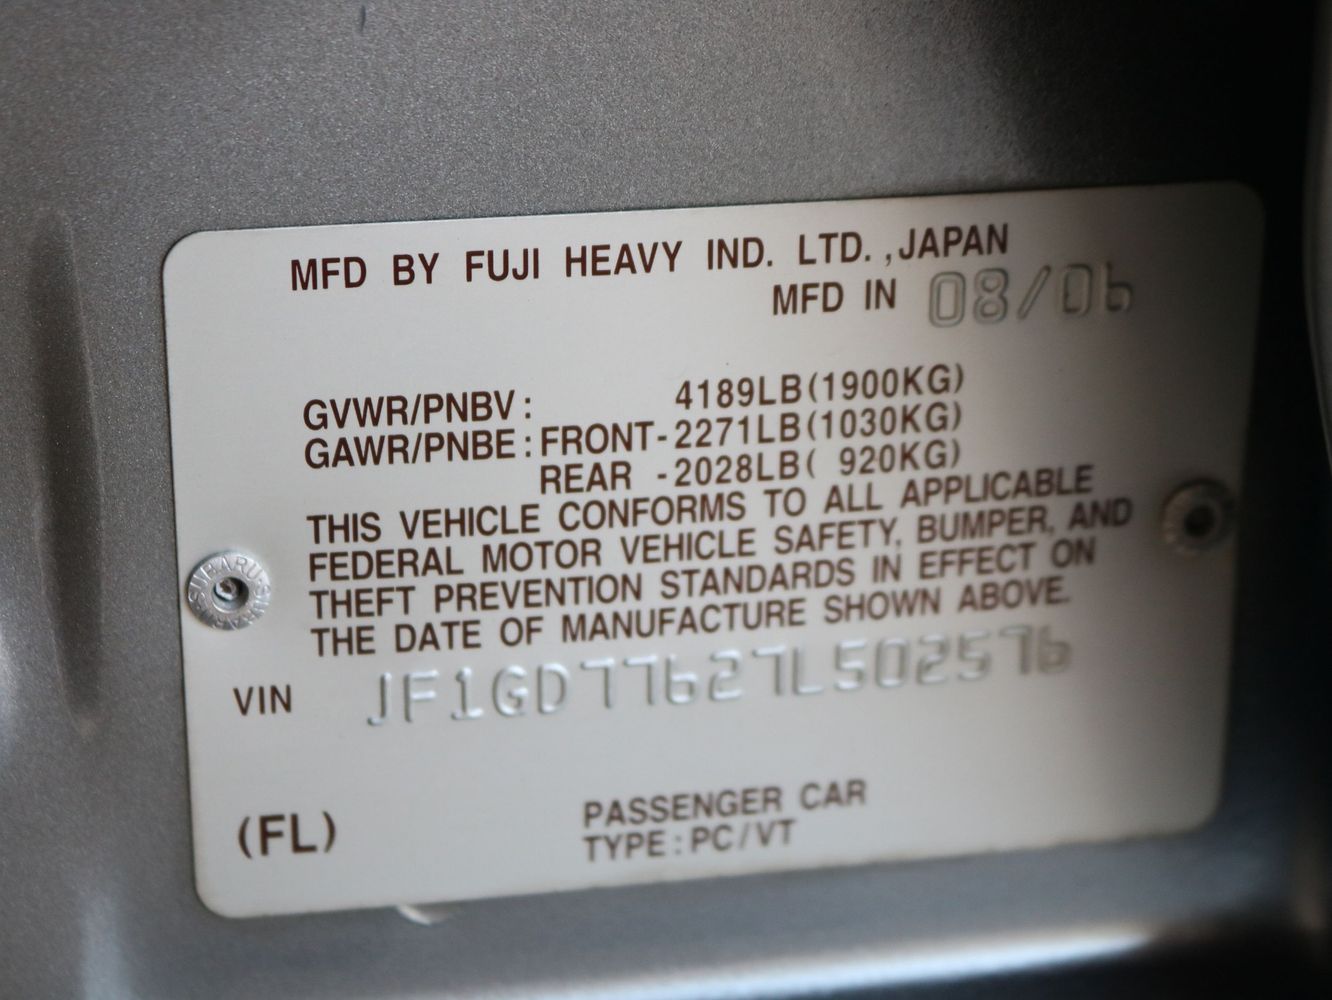 MFD BY FUJI HEAVY IND. LTD.,JAPAN
MFD IN 08/06
GVWR/PNBV: 4189LB(1900KG)
GAWR/PNBE:FRONT-2271LB(1030KG)
REAR -2028LB( 920KG)
THIS VEHICLE CONFORMS TO ALL APPLICABLE
FEDERAL MOTOR VEHICLE SAFETY, BUMPER, AND
THEFT PREVENTION STANDARDS IN EFFECT ON
THE DATE OF MANUFACTURE SHOWN ABOVE.
VIN JF1GD77627L502576
(FL)
PASSENGER CAR
TYPE:PC/VT
SUBARU SUBARU